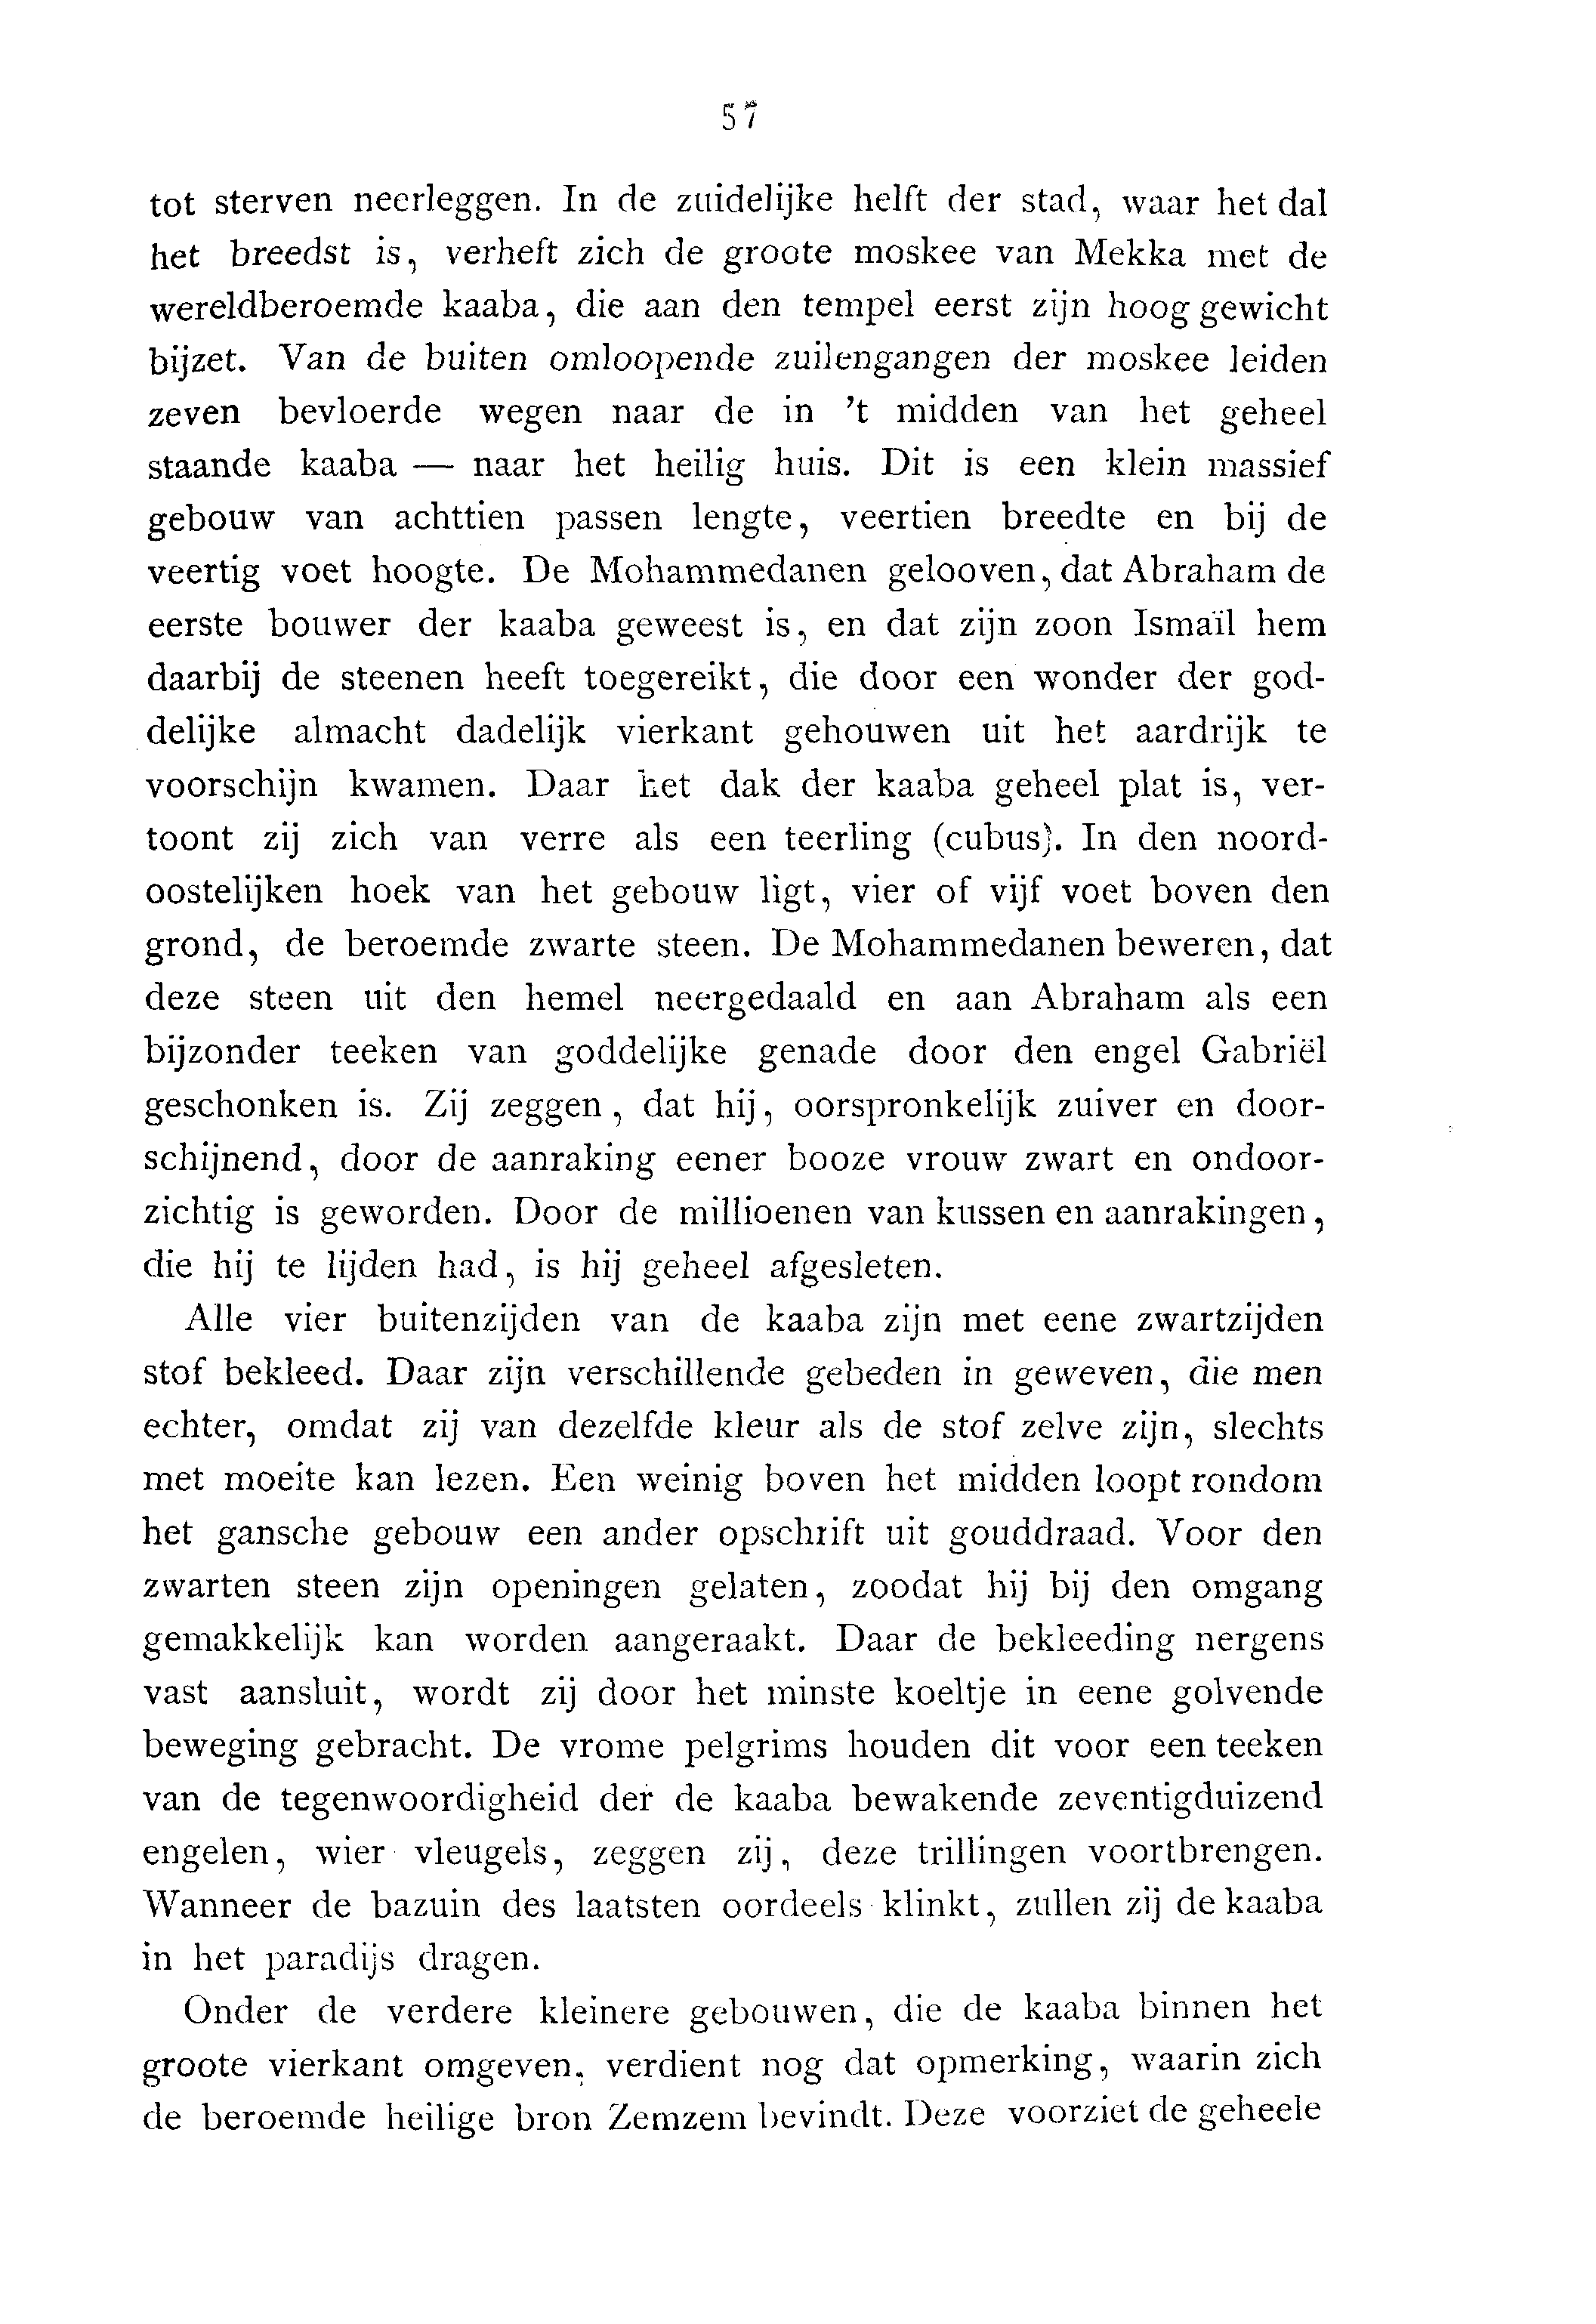 57
tot sterven neerleggen. In de zuidelijke helft der stad, waar het dal
het breedst is, verheft zich de groote moskee van Mekka met de
wereldberoemde kaaba, die aan den tempel eerst zijn hoog gewicht
bijzet. Van de buiten omloopende zuilengangen der moskee leiden
zeven bevloerde wegen naar de in 't midden van het geheel
staande kaaba — naar het heilig huis. Dit is een klein massief
gebouw van achttien passen lengte, veertien breedte en bij de
veertig voet hoogte. De Mohammedanen gelooven, dat Abraham de
eerste bouwer der kaaba geweest is, en dat zijn zoon Ismaïl hem
daarbij de steenen heeft toegereikt, die door een wonder der god-
delijke almacht dadelijk vierkant gehouwen uit het aardrijk te
voorschijn kwamen. Daar het dak der kaaba geheel plat is, ver-
toont zij zich van verre als een teerling (cubus). In den noord-
oostelijken hoek van het gebouw ligt, vier of vijf voet boven den
grond, de beroemde zwarte steen. De Mohammedanen beweren, dat
deze steen uit den hemel neergedaald en aan Abraham als een
bijzonder teeken van goddelijke genade door den engel Gabriël
geschonken is. Zij zeggen, dat hij, oorspronkelijk zuiver en door-
schijnend, door de aanraking eener booze vrouw zwart en ondoor-
zichtig is geworden. Door de millioenen van kussen en aanrakingen,
die hij te lijden had, is hij geheel afgesleten.
Alle vier buitenzijden van de kaaba zijn met eene zwartzijden
stof bekleed. Daar zijn verschillende gebeden in geweven, die men
echter, omdat zij van dezelfde kleur als de stof zelve zijn, slechts
met moeite kan lezen. Een weinig boven het midden loopt rondom
het gansche gebouw een ander opschrift uit gouddraad. Voor den
zwarten steen zijn openingen gelaten, zoodat hij bij den omgang
gemakkelijk kan worden aangeraakt. Daar de bekleeding nergens
vast aansluit, wordt zij door het minste koeltje in eene golvende
beweging gebracht. De vrome pelgrims houden dit voor een teeken
van de tegenwoordigheid der de kaaba bewakende zeventigduizend
engelen, wier vleugels, zeggen zij, deze trillingen voortbrengen.
Wanneer de bazuin des laatsten oordeels klinkt, zullen zij de kaaba
in het paradijs dragen.
Onder de verdere kleinere gebouwen, die de kaaba binnen het
groote vierkant omgeven, verdient nog dat opmerking, waarin zich
de beroemde heilige bron Zemzem bevindt. Deze voorziet de geheele